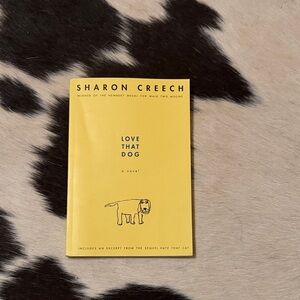 SHARON CREECH
WINNER OF THE NEWBERY MEDAL FOR WALK TWO MOONS
LOVE
THAT
DOG
a novel
INCLUDES AN EXCERPT FROM THE SEQUEL HATE THAT CAT